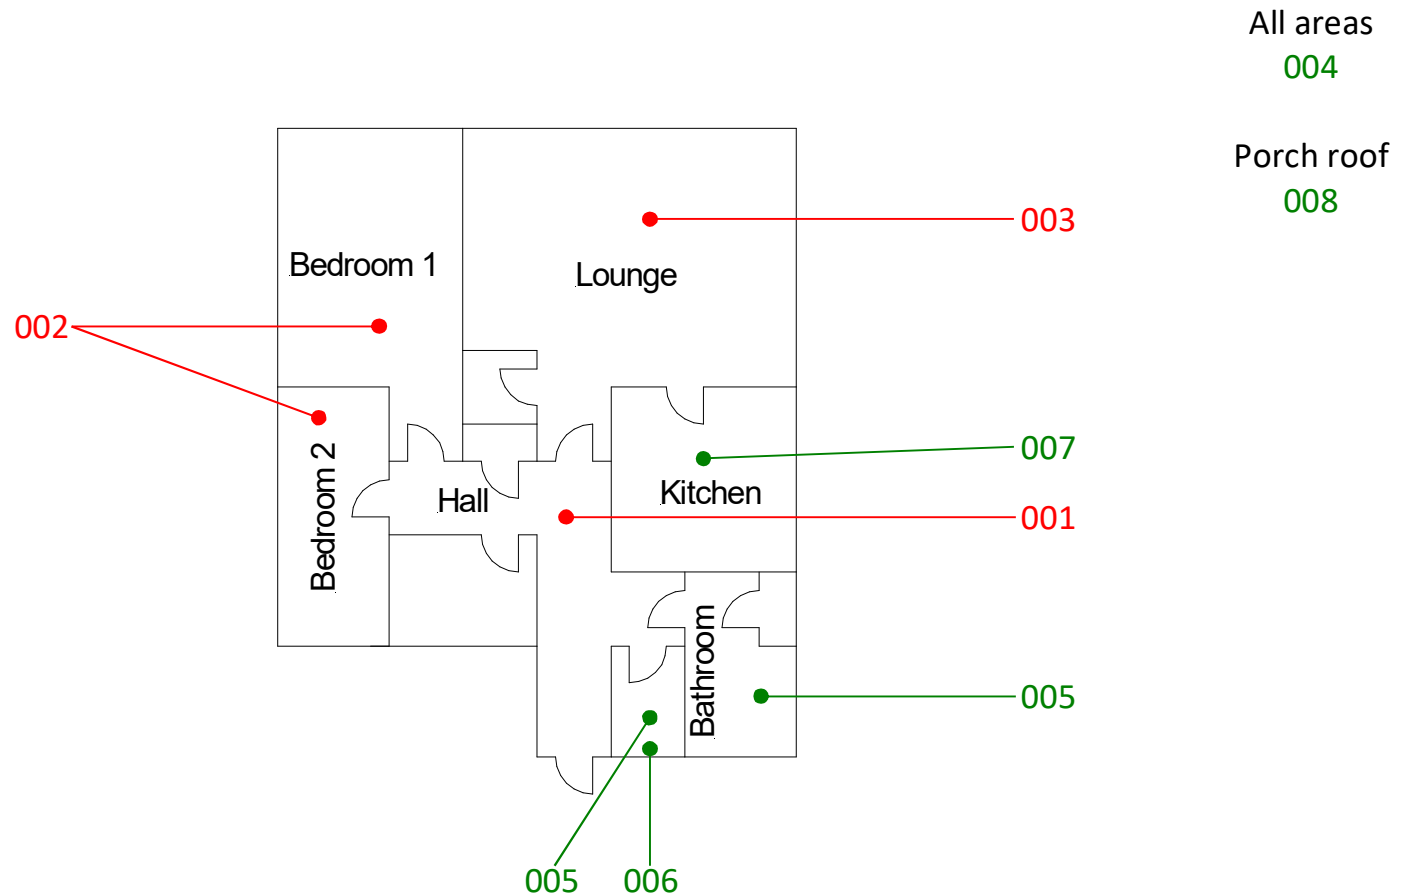 All areas
004
Porch roof
008
003
Bedroom 1
Lounge
002
007
Bedroom 2
Hall
Kitchen
001
Bathroom
005
005
006